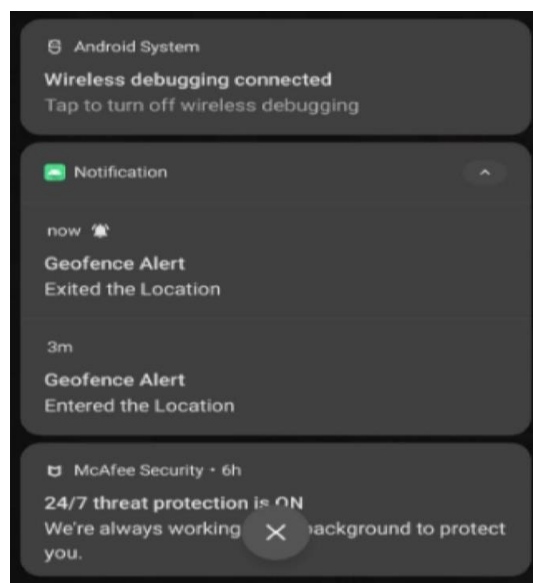 Android System
Wireless debugging connected
Tap to turn off wireless debugging
Notification
now
Geofence Alert
Exited the Location
3m
Geofence Alert
Entered the Location
McAfee Security • 6h
24/7 threat protection is ON
We're always working background to protect
you.